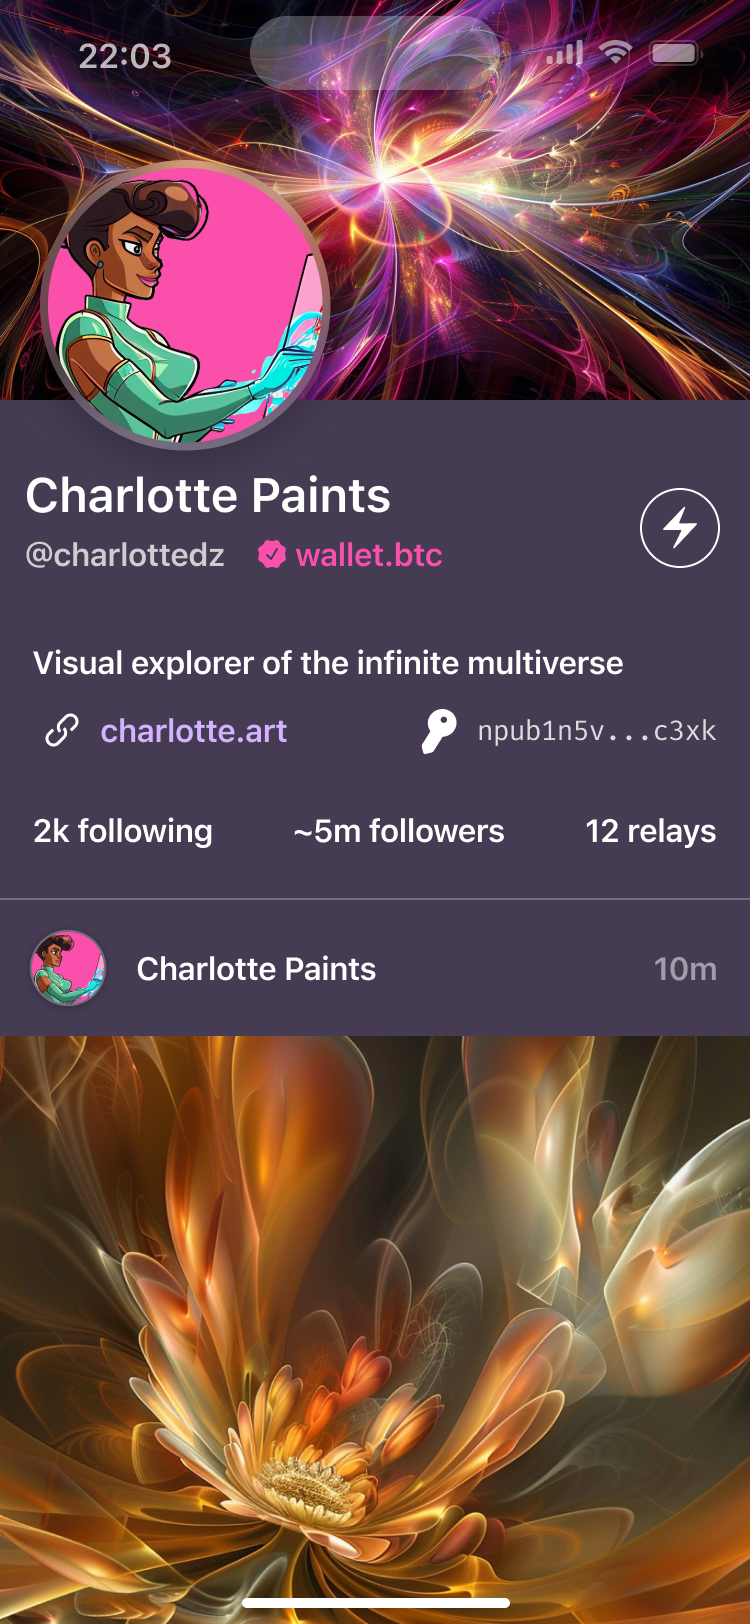 22:03
Charlotte Paints
@charlottedz wallet.btc
Visual explorer of the infinite multiverse
charlotte.art npub1n5v...c3xk
2k following ~5m followers 12 relays
Charlotte Paints 10m